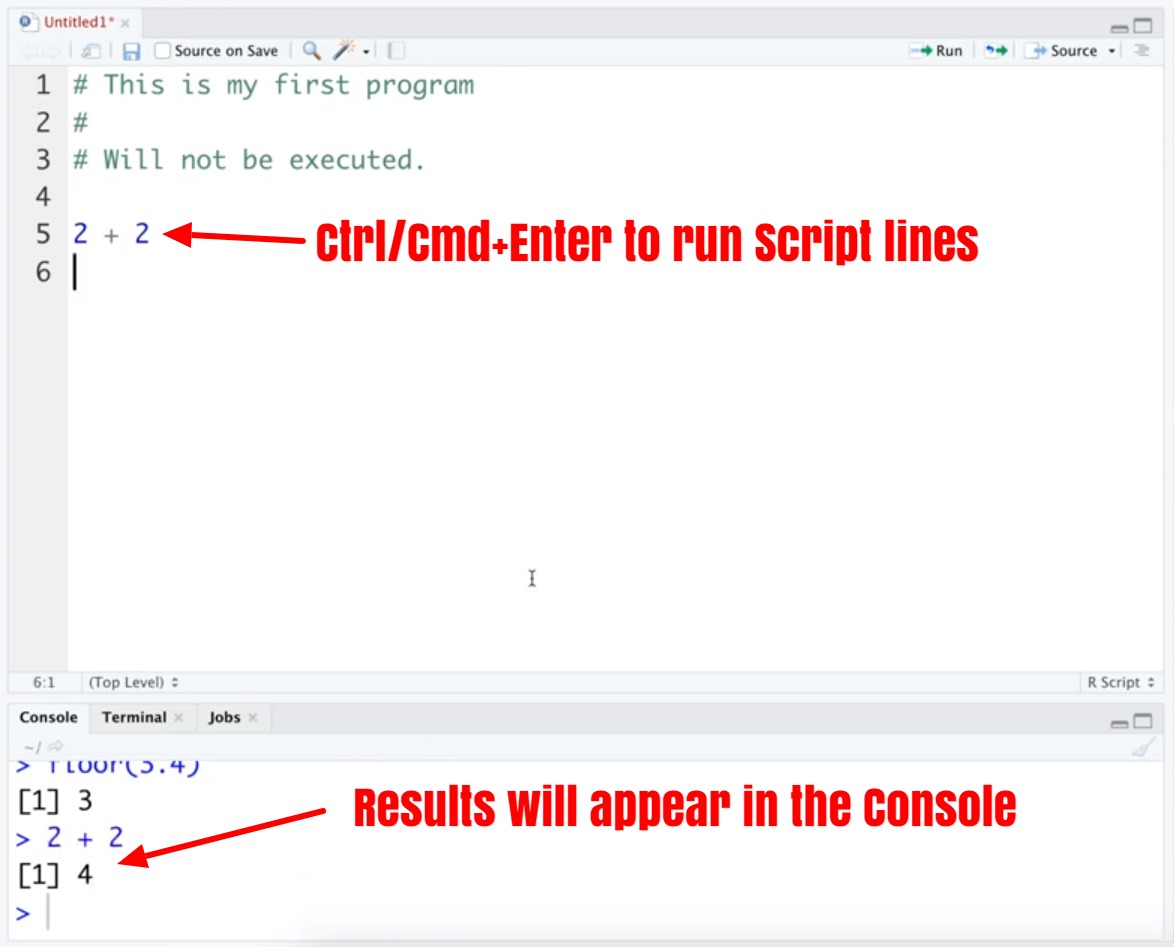 Untitled1*
Source on Save
Run
Source
1 # This is my first program
2 #
3 # Will not be executed.
4
5 2 + 2
Ctrl/Cmd+Enter to run Script lines
6
6:1
(Top Level)
R Script
Console
Terminal
Jobs
~/
> floor(3.4)
[1] 3
Results will appear in the Console
> 2 + 2
[1] 4
>